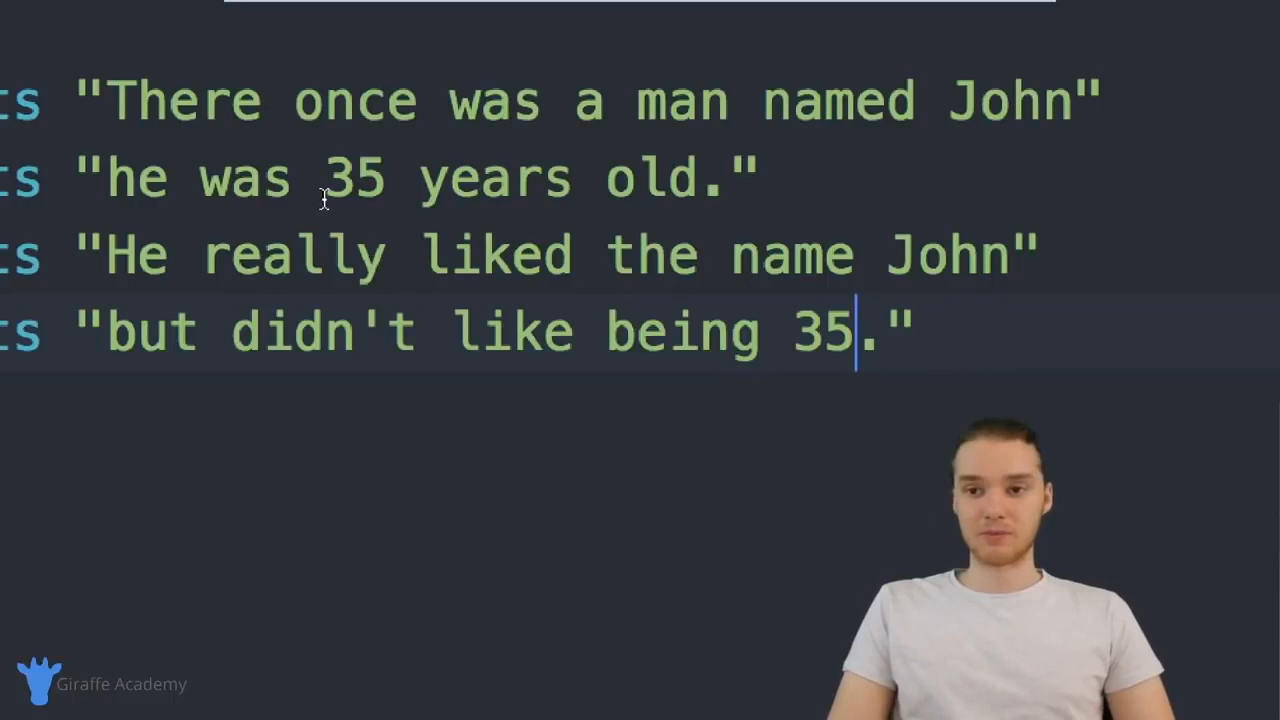 ts "There once was a man named John"
ts "he was 35 years old."
ts "He really liked the name John"
ts "but didn't like being 35."
Giraffe Academy